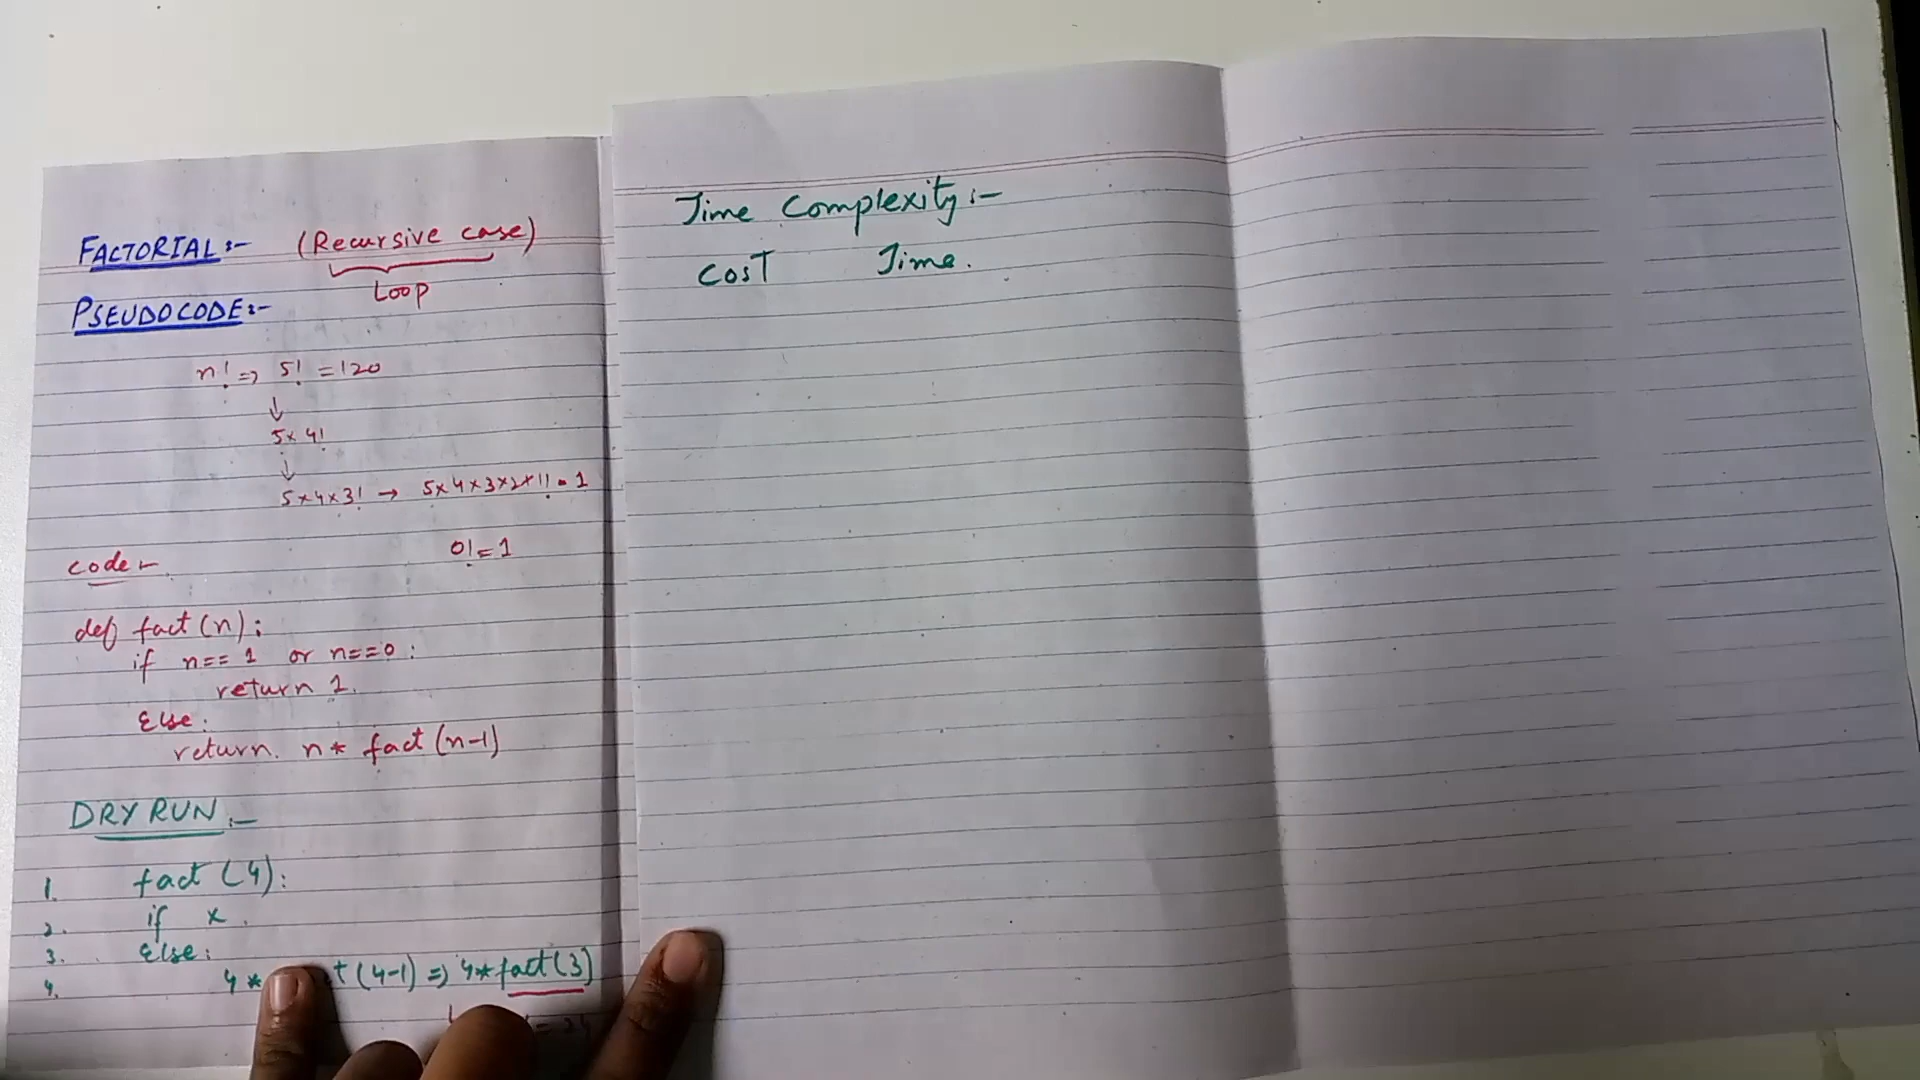 FACTORIAL:- (Recursive case)
Loop
PSEUDOCODE:-
n! => 5! = 120
↓
5 x 4!
↓
5 x 4 x 3! → 5 x 4 x 3 x 2 x 1! = 1
0! = 1
code -
def fact (n):
if n == 1 or n == 0 :
return 1.
Else:
return. n * fact (n-1)
DRY RUN :-
1. fact (4):
2. if x .
3. Else:
4. 4 * (4-1) => 4 * fact (3)
= 24
Time Complexity :-
COST Time.